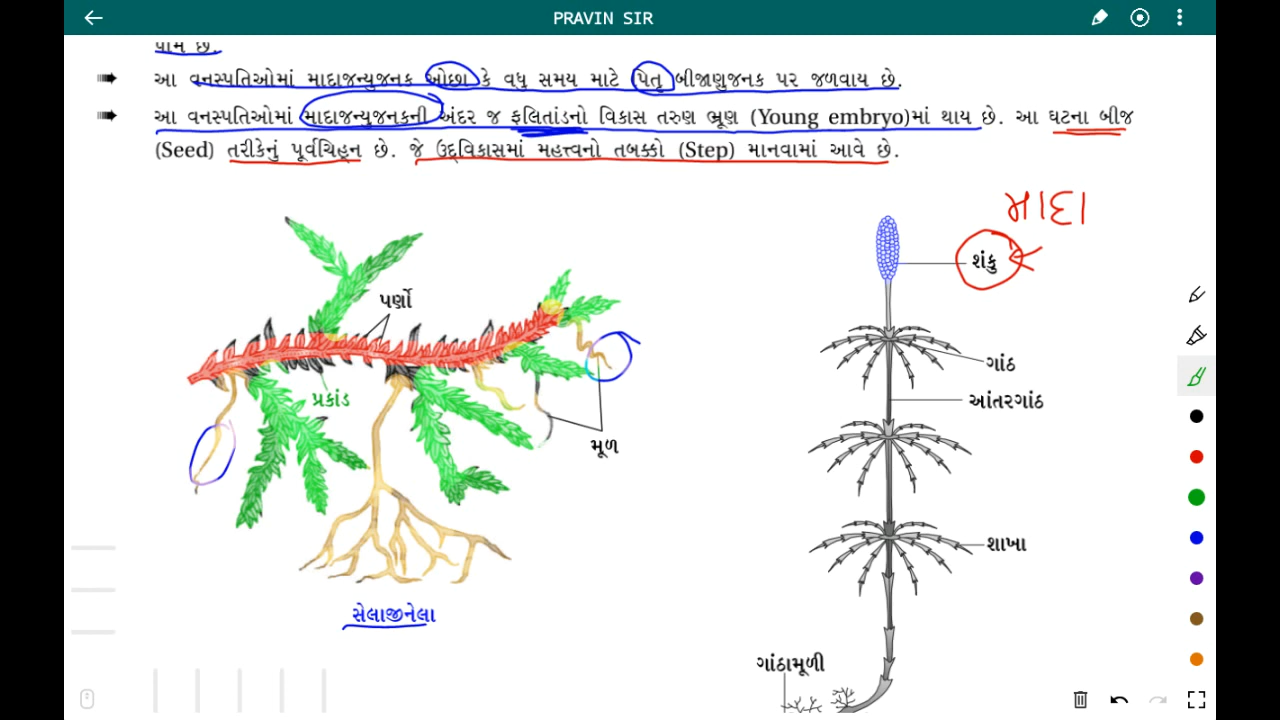 PRAVIN SIR
પામે છે.
આ વનસ્પતિઓમાં માદાજન્યુજનક ઓછા કે વધુ સમય માટે પિતૃ બીજાણુજનક પર જળવાય છે.
આ વનસ્પતિઓમાં માદાજન્યુજનકની અંદર જ ફલિતાંડનો વિકાસ તરુણ ભ્રૂણ (Young embryo)માં થાય છે. આ ઘટના બીજ
(Seed) તરીકેનું પૂર્વચિહ્ન છે. જે ઉદ્‌વિકાસમાં મહત્ત્વનો તબક્કો (Step) માનવામાં આવે છે.
માદા
શંકુ
પર્ણો
ગાંઠ
પ્રકાંડ
આંતરગાંઠ
મૂળ
શાખા
સેલાજીનેલા
ગાંઠામૂળી